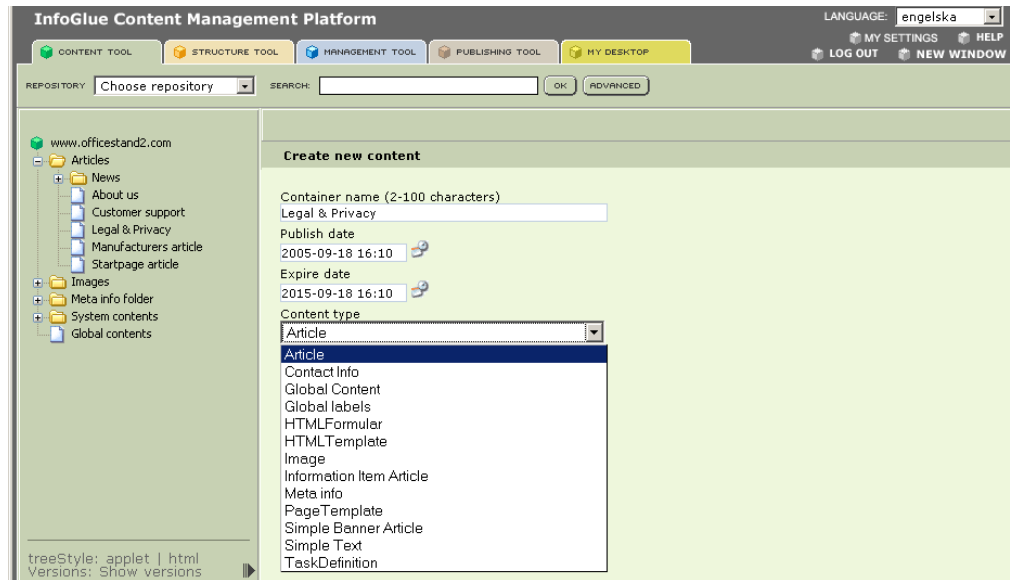 InfoGlue Content Management Platform
LANGUAGE: engelska
MY SETTINGS HELP
LOG OUT NEW WINDOW
CONTENT TOOL STRUCTURE TOOL MANAGEMENT TOOL PUBLISHING TOOL MY DESKTOP
REPOSITORY Choose repository SEARCH: OK ADVANCED
www.officestand2.com
Articles
News
About us
Customer support
Legal & Privacy
Manufacturers article
Startpage article
Images
Meta info folder
System contents
Global contents
treeStyle: applet | html
Versions: Show versions
Create new content
Container name (2-100 characters)
Legal & Privacy
Publish date
2005-09-18 16:10
Expire date
2015-09-18 16:10
Content type
Article
Article
Contact Info
Global Content
Global labels
HTMLFormular
HTMLTemplate
Image
Information Item Article
Meta info
PageTemplate
Simple Banner Article
Simple Text
TaskDefinition